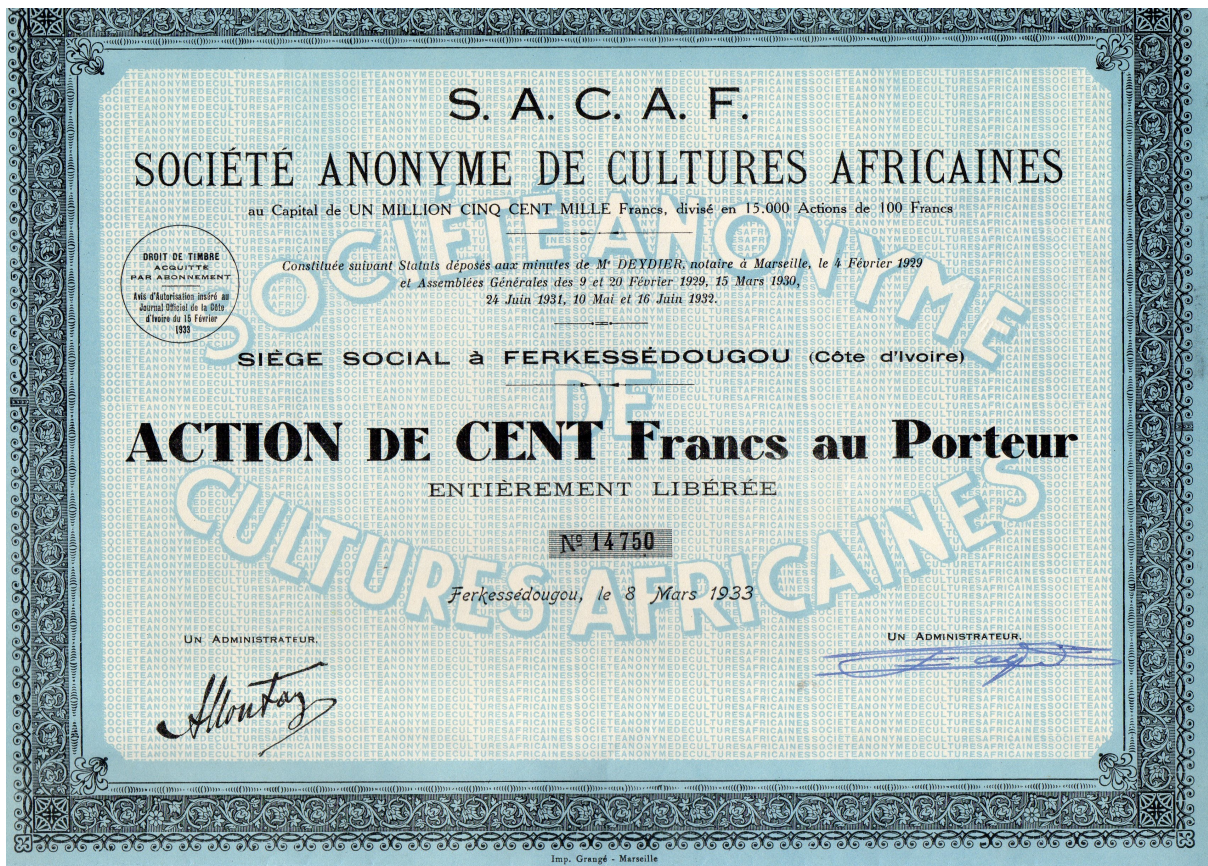 S. A. C. A. F.
SOCIÉTÉ ANONYME DE CULTURES AFRICAINES
au Capital de UN MILLION CINQ CENT MILLE Francs, divisé en 15.000 Actions de 100 Francs
DROIT DE TIMBRE
ACQUITTÉ
PAR ABONNEMENT
Avis d'Autorisation inséré au
Journal Officiel de la Côte
d'Ivoire du 15 Février
1933
Constituée suivant Statuts déposés aux minutes de Mᵉ DEYDIER, notaire à Marseille, le 4 Février 1929
et Assemblées Générales des 9 et 20 Février 1929, 15 Mars 1930,
24 Juin 1931, 10 Mai et 16 Juin 1932.
SIÈGE SOCIAL à FERKESSÉDOUGOU (Côte d'Ivoire)
SOCIÉTÉ ANONYME
DE
CULTURES AFRICAINES
ACTION DE CENT Francs au Porteur
ENTIÈREMENT LIBÉRÉE
Nº 14750
Ferkessédougou, le 8 Mars 1933
UN ADMINISTRATEUR.
UN ADMINISTRATEUR.
Imp. Grangé - Marseille